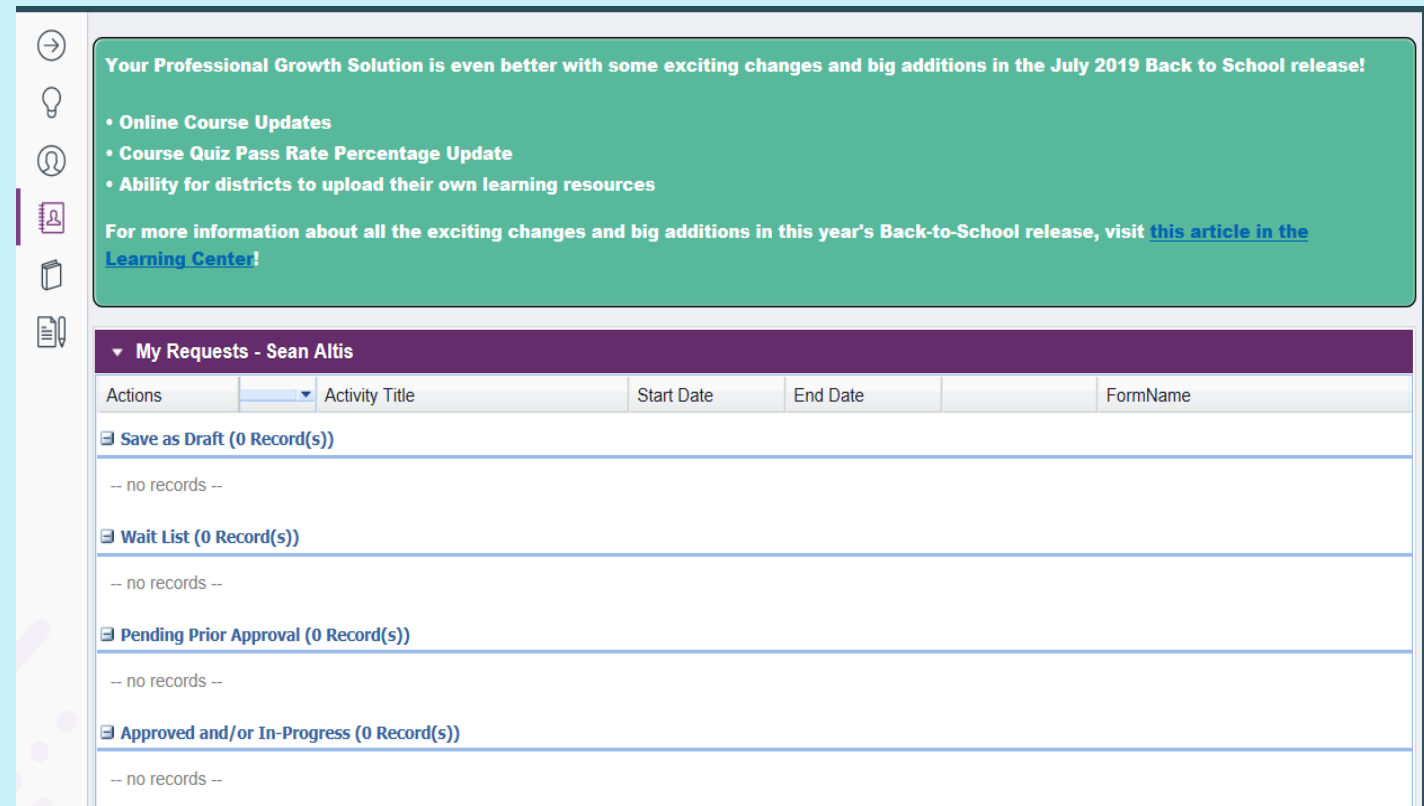 Your Professional Growth Solution is even better with some exciting changes and big additions in the July 2019 Back to School release!
• Online Course Updates
• Course Quiz Pass Rate Percentage Update
• Ability for districts to upload their own learning resources
For more information about all the exciting changes and big additions in this year's Back-to-School release, visit this article in the
Learning Center!
My Requests - Sean Altis
Actions Activity Title Start Date End Date FormName
Save as Draft (0 Record(s))
-- no records --
Wait List (0 Record(s))
-- no records --
Pending Prior Approval (0 Record(s))
-- no records --
Approved and/or In-Progress (0 Record(s))
-- no records --